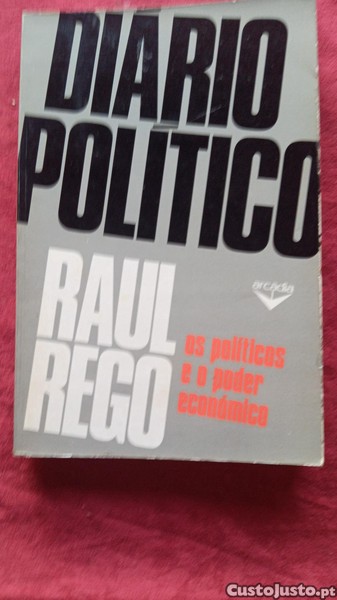 DIÁRIO
POLÍTICO
RAUL
REGO
arcádia
os políticos
e o poder
económico
CustoJusto.pt